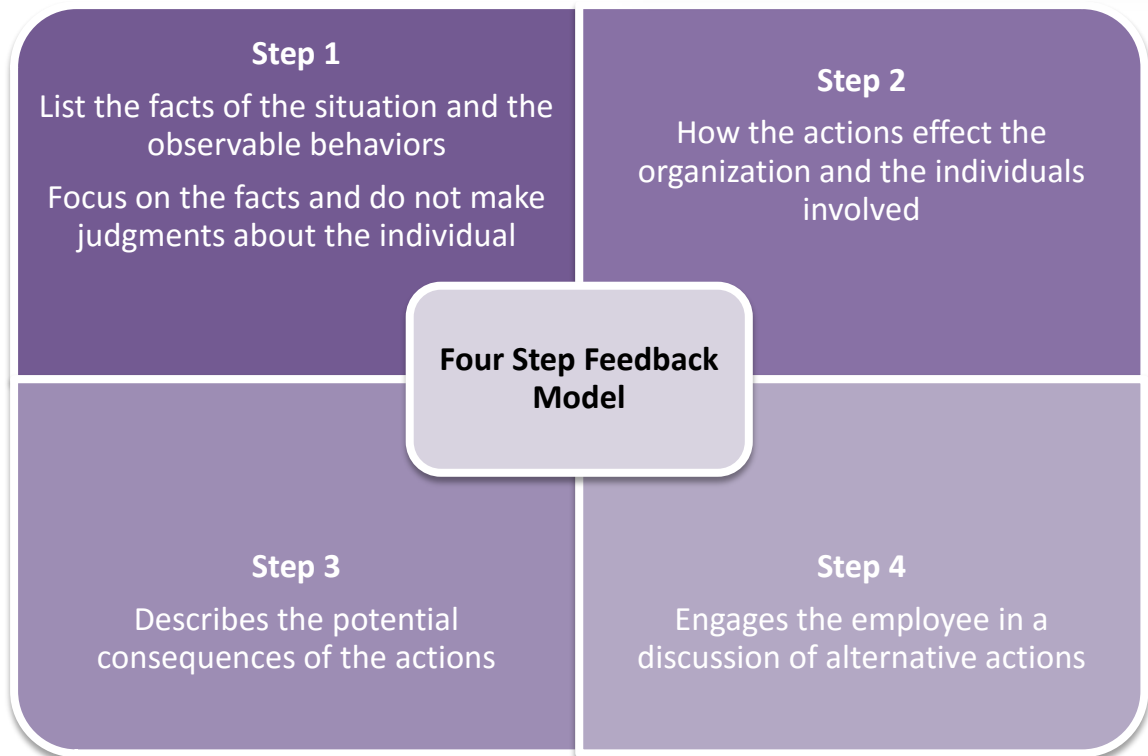 Step 1
List the facts of the situation and the
observable behaviors
Focus on the facts and do not make
judgments about the individual
Step 2
How the actions effect the
organization and the individuals
involved
Four Step Feedback
Model
Step 3
Describes the potential
consequences of the actions
Step 4
Engages the employee in a
discussion of alternative actions